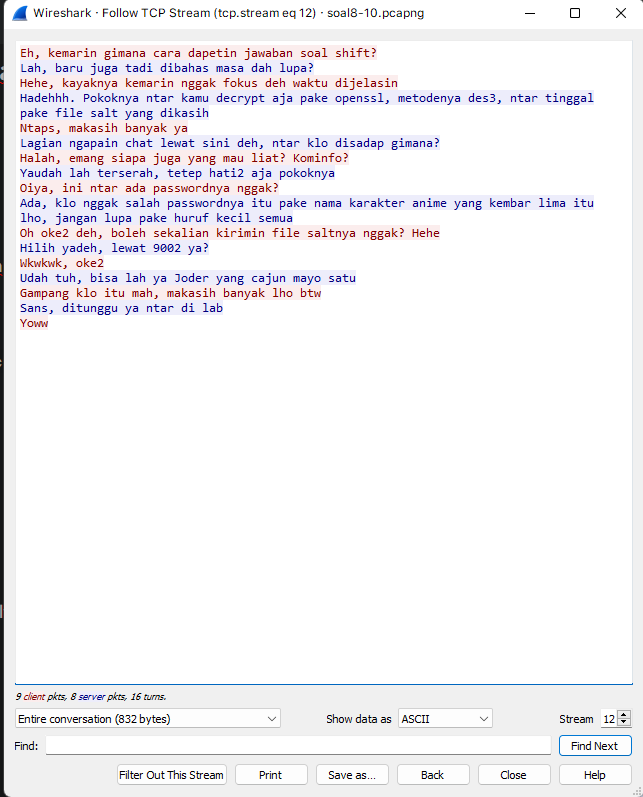 Wireshark · Follow TCP Stream (tcp.stream eq 12) · soal8-10.pcapng
Eh, kemarin gimana cara dapetin jawaban soal shift?
Lah, baru juga tadi dibahas masa dah lupa?
Hehe, kayaknya kemarin nggak fokus deh waktu dijelasin
Hadehhh. Pokoknya ntar kamu decrypt aja pake openssl, metodenya des3, ntar tinggal
pake file salt yang dikasih
Ntaps, makasih banyak ya
Lagian ngapain chat lewat sini deh, ntar klo disadap gimana?
Halah, emang siapa juga yang mau liat? Kominfo?
Yaudah lah terserah, tetep hati2 aja pokoknya
Oiya, ini ntar ada passwordnya nggak?
Ada, klo nggak salah passwordnya itu pake nama karakter anime yang kembar lima itu
lho, jangan lupa pake huruf kecil semua
Oh oke2 deh, boleh sekalian kirimin file saltnya nggak? Hehe
Hilih yadeh, lewat 9002 ya?
Wkwkwk, oke2
Udah tuh, bisa lah ya Joder yang cajun mayo satu
Gampang klo itu mah, makasih banyak lho btw
Sans, ditunggu ya ntar di lab
Yoww
9 client pkts, 8 server pkts, 16 turns.
Entire conversation (832 bytes) Show data as ASCII Stream 12
Find: Find Next
Filter Out This Stream Print Save as... Back Close Help